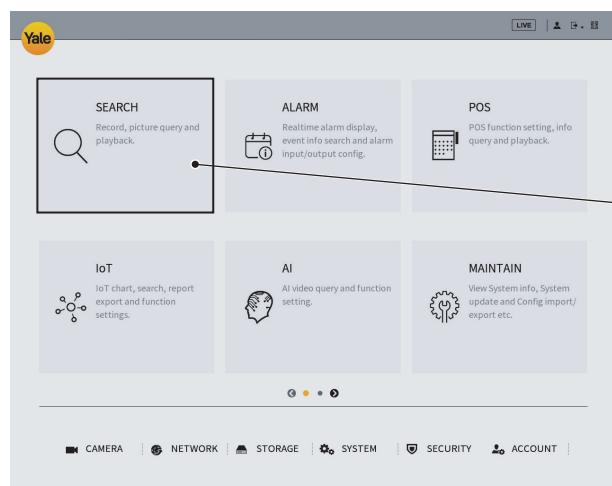 LIVE
Yale
SEARCH
Record, picture query and
playback.
ALARM
Realtime alarm display,
event info search and alarm
input/output config.
POS
POS function setting, info
query and playback.
IoT
IoT chart, search, report
export and function
settings.
AI
AI video query and function
setting.
MAINTAIN
View System info, System
update and Config import/
export etc.
CAMERA NETWORK STORAGE SYSTEM SECURITY ACCOUNT